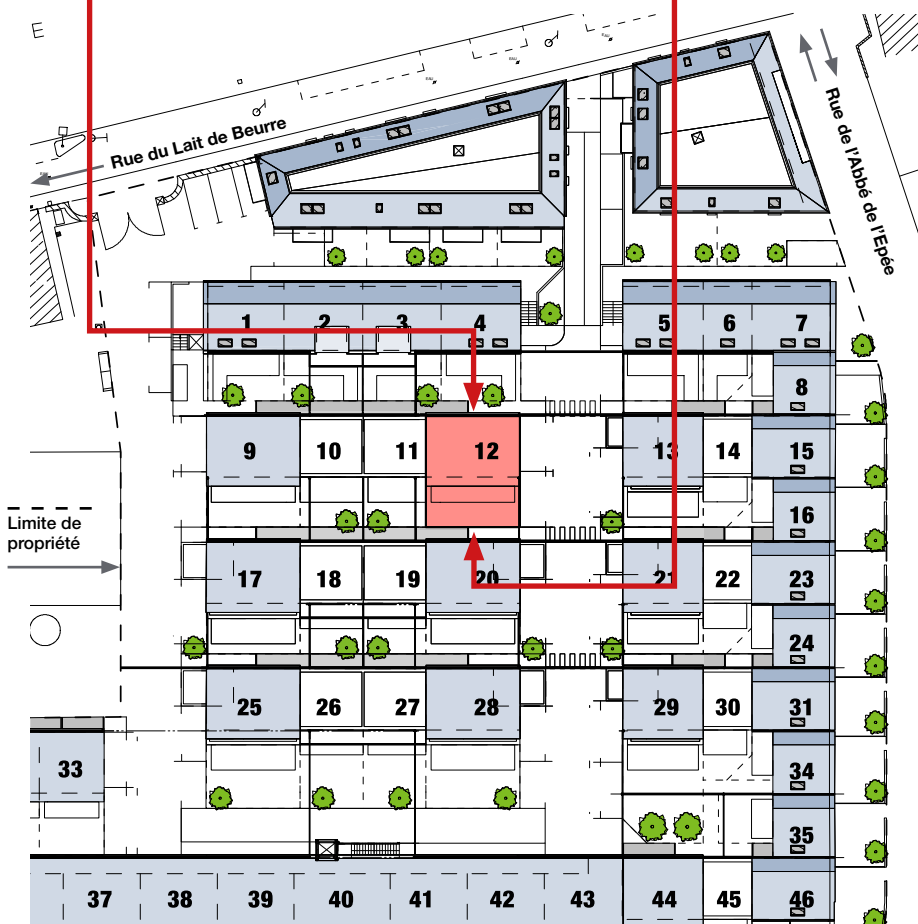 E
EAU
EAU
EAU
Rue du Lait de Beurre
Rue de l'Abbé de l'Epée
1 2 3 4 5 6 7
8
9 10 11 12 13 14 15
16
Limite de
propriété
17 18 19 20 21 22 23
24
25 26 27 28 29 30 31
33 34
35
37 38 39 40 41 42 43 44 45 46